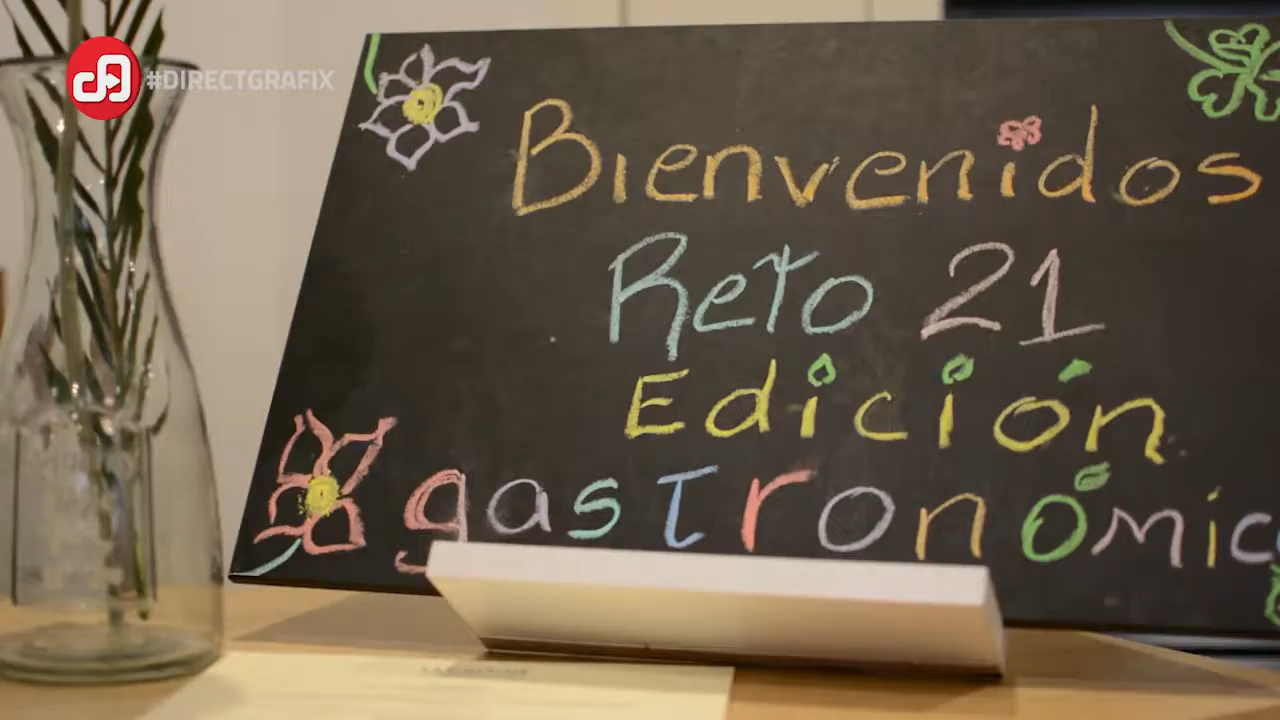 #DIRECTGRAFIX
Bienvenidos
Reto 21
Edición
gastronómic